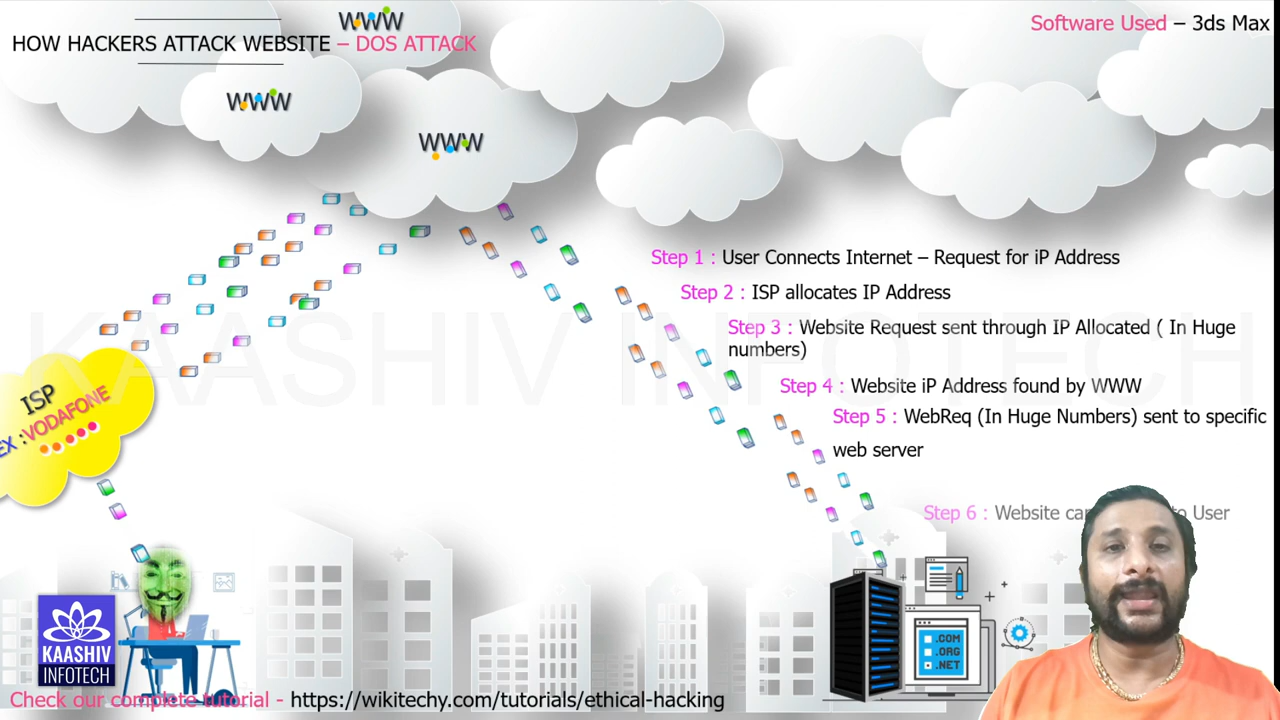 WWW
HOW HACKERS ATTACK WEBSITE – DOS ATTACK
Software Used – 3ds Max
WWW
WWW
Step 1 : User Connects Internet – Request for iP Address
Step 2 : ISP allocates IP Address
Step 3 : Website Request sent through IP Allocated ( In Huge
numbers)
KAASHIV INFOTECH
Step 4 : Website iP Address found by WWW
ISP
EX :VODAFONE
Step 5 : WebReq (In Huge Numbers) sent to specific
web server
Step 6 : Website to User
.COM
.ORG
.NET
KAASHIV
INFOTECH
Check our complete tutorial - https://wikitechy.com/tutorials/ethical-hacking